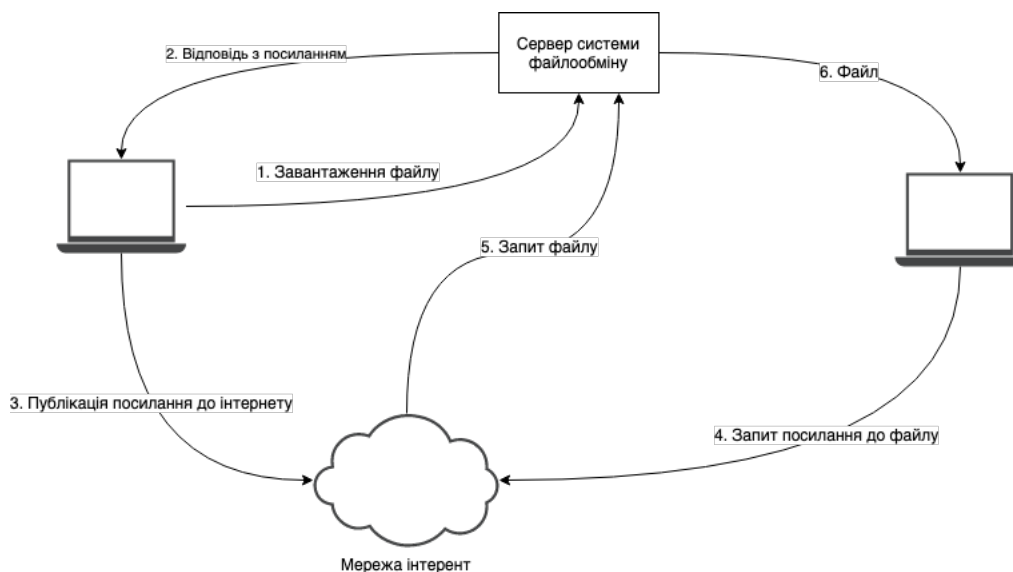 Сервер системи
файлообміну
2. Відповідь з посиланням
6. Файл
1. Завантаження файлу
5. Запит файлу
3. Публікація посилання до інтернету
4. Запит посилання до файлу
Мережа інтерент